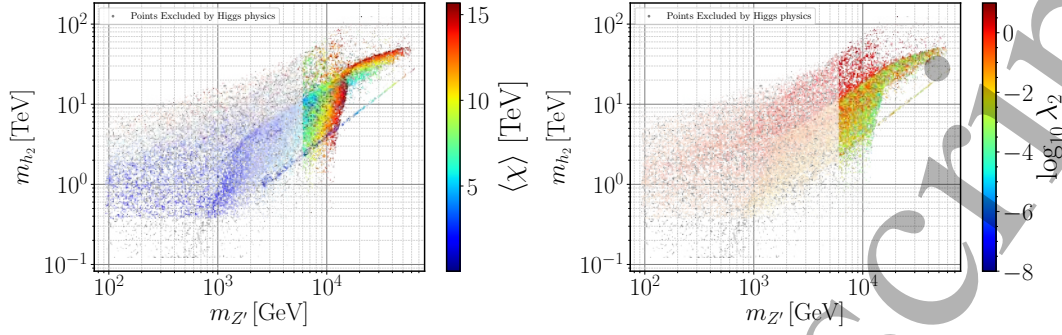 Points Excluded by Higgs physics
10²
10¹
10⁰
10⁻¹
m_{h₂} [TeV]
10²
10³
10⁴
m_{Z'} [GeV]
15
10
5
⟨χ⟩ [TeV]
Points Excluded by Higgs physics
10²
10¹
10⁰
10⁻¹
m_{h₂} [TeV]
10²
10³
10⁴
m_{Z'} [GeV]
0
−2
−4
−6
−8
log₁₀ λ₂